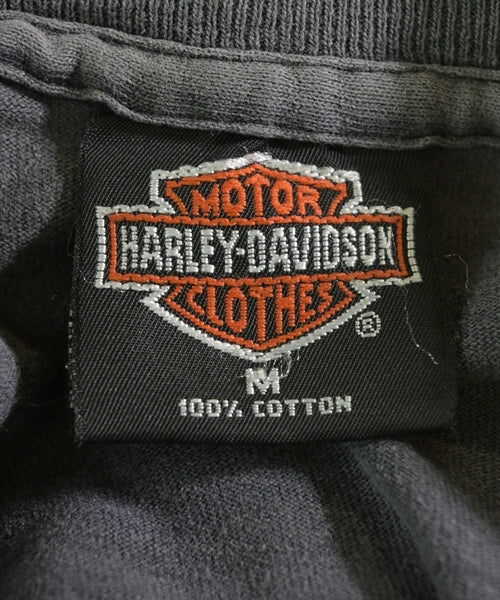 MOTOR
HARLEY-DAVIDSON
CLOTHES
®
M
100% COTTON